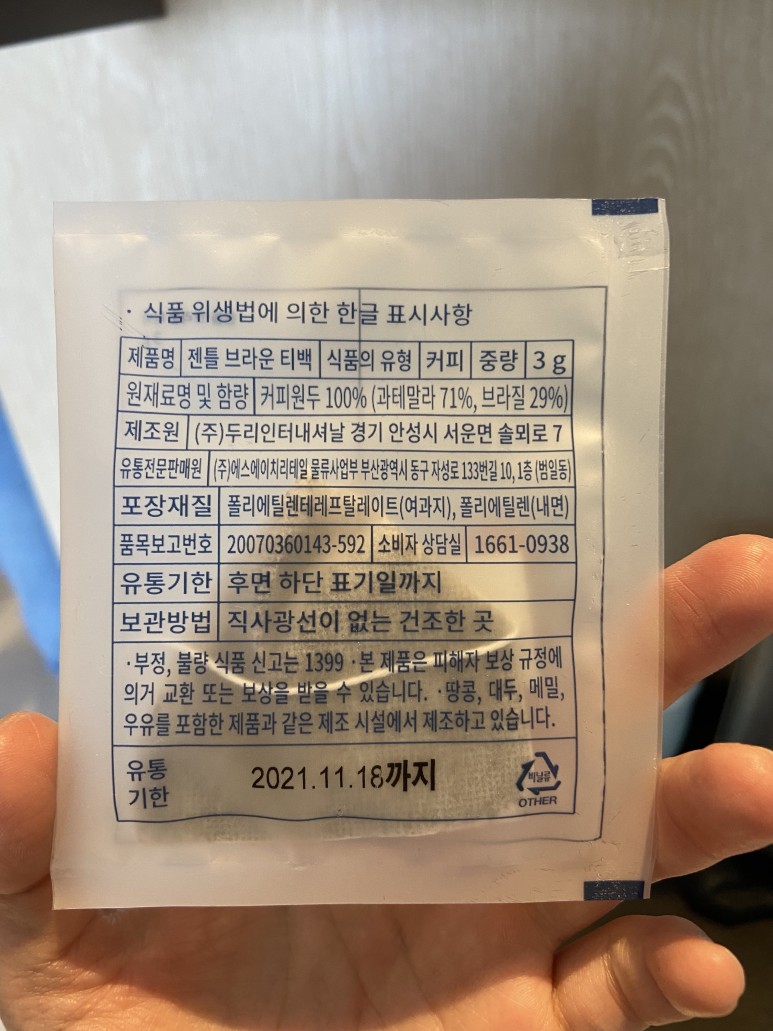 · 식품 위생법에 의한 한글 표시사항
제품명 젠틀 브라운 티백 식품의 유형 커피 중량 3 g
원재료명 및 함량 커피원두 100% (과테말라 71%, 브라질 29%)
제조원 (주)두리인터내셔날 경기 안성시 서운면 솔뫼로 7
유통전문판매원 (주)에스에이치리테일 물류사업부 부산광역시 동구 자성로 133번길 10, 1층 (범일동)
포장재질 폴리에틸렌테레프탈레이트(여과지), 폴리에틸렌(내면)
품목보고번호 20070360143-592 소비자 상담실 1661-0938
유통기한 후면 하단 표기일까지
보관방법 직사광선이 없는 건조한 곳
·부정, 불량 식품 신고는 1399 ·본 제품은 피해자 보상 규정에
의거 교환 또는 보상을 받을 수 있습니다. ·땅콩, 대두, 메밀,
우유를 포함한 제품과 같은 제조 시설에서 제조하고 있습니다.
유통
기한
2021.11.18까지
비닐류
OTHER